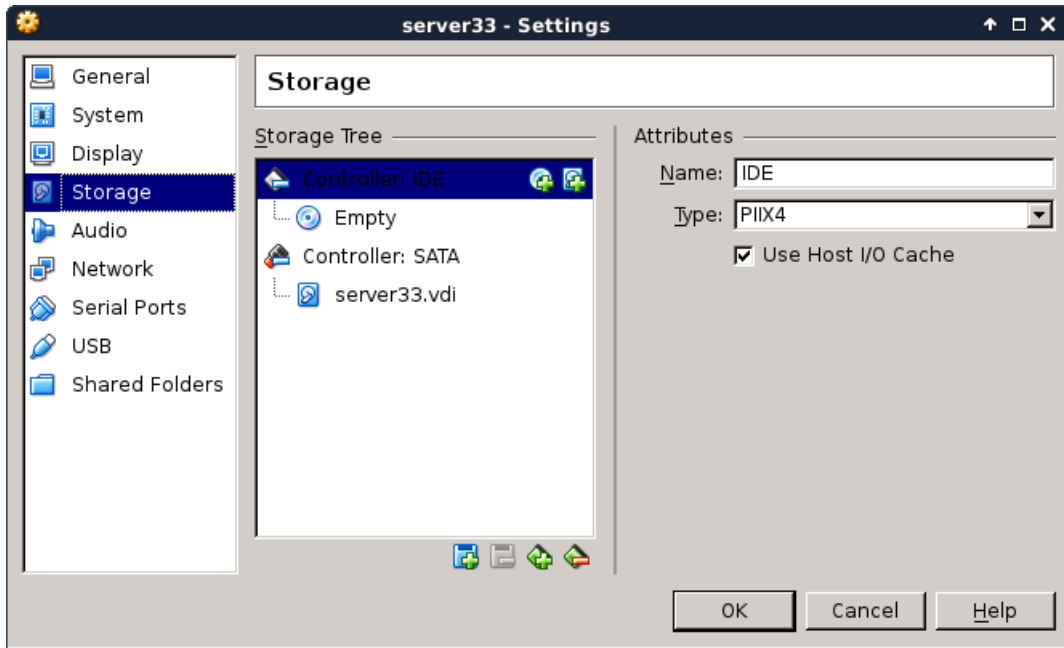 server33 - Settings
General
System
Display
Storage
Audio
Network
Serial Ports
USB
Shared Folders
Storage
Storage Tree
Controller: IDE
Empty
Controller: SATA
server33.vdi
Attributes
Name: IDE
Type: PIIX4
Use Host I/O Cache
OK Cancel Help